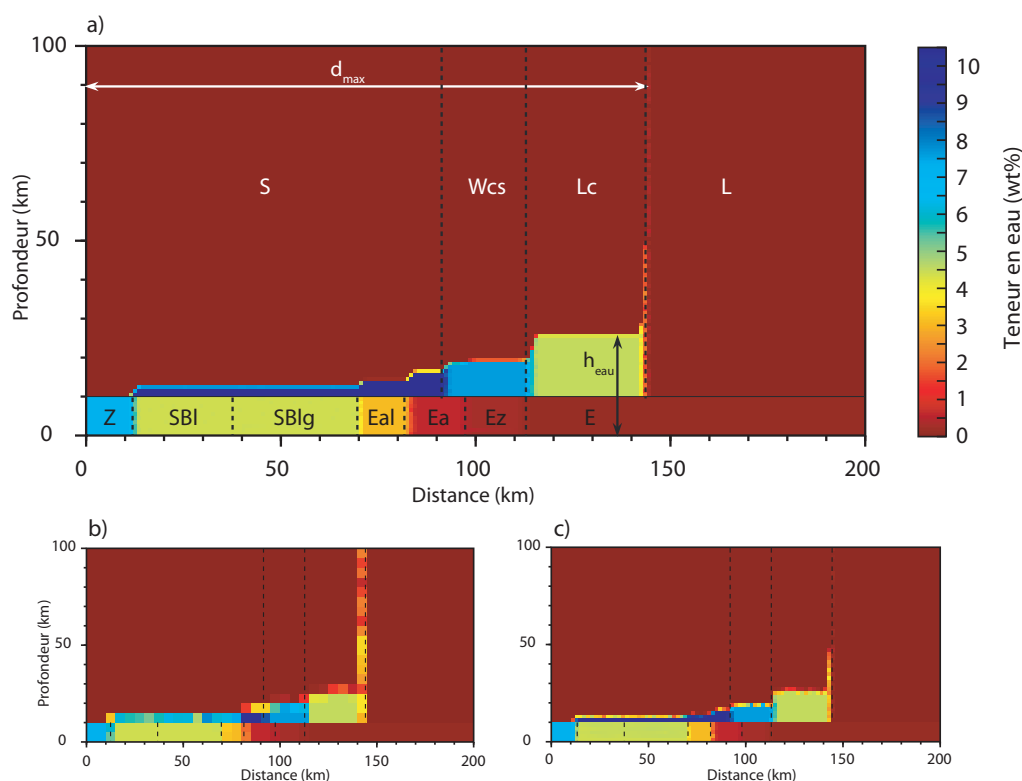 a)
100
50
0
Profondeur (km)
d_max
S
Wcs
Lc
L
h_eau
Z
SBl
SBlg
Eal
Ea
Ez
E
0
50
100
150
200
Distance (km)
10
9
8
7
6
5
4
3
2
1
0
Teneur en eau (wt%)
b)
100
50
0
Profondeur (km)
0
50
100
150
200
Distance (km)
c)
100
50
0
0
50
100
150
200
Distance (km)